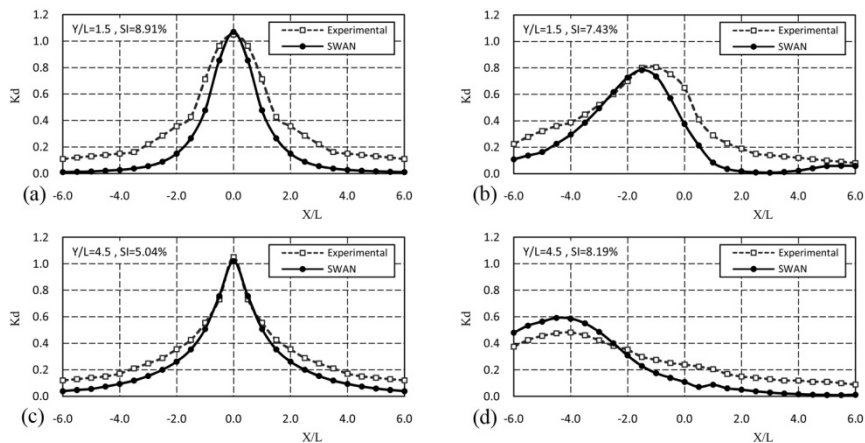 Y/L=1.5 , SI=8.91%
Experimental
SWAN
1.2
1.0
0.8
0.6
0.4
0.2
0.0
Kd
-6.0 -4.0 -2.0 0.0 2.0 4.0 6.0
X/L
(a)
Y/L=1.5 , SI=7.43%
Experimental
SWAN
1.2
1.0
0.8
0.6
0.4
0.2
0.0
Kd
-6.0 -4.0 -2.0 0.0 2.0 4.0 6.0
X/L
(b)
Y/L=4.5 , SI=5.04%
Experimental
SWAN
1.2
1.0
0.8
0.6
0.4
0.2
0.0
Kd
-6.0 -4.0 -2.0 0.0 2.0 4.0 6.0
X/L
(c)
Y/L=4.5 , SI=8.19%
Experimental
SWAN
1.2
1.0
0.8
0.6
0.4
0.2
0.0
Kd
-6.0 -4.0 -2.0 0.0 2.0 4.0 6.0
X/L
(d)